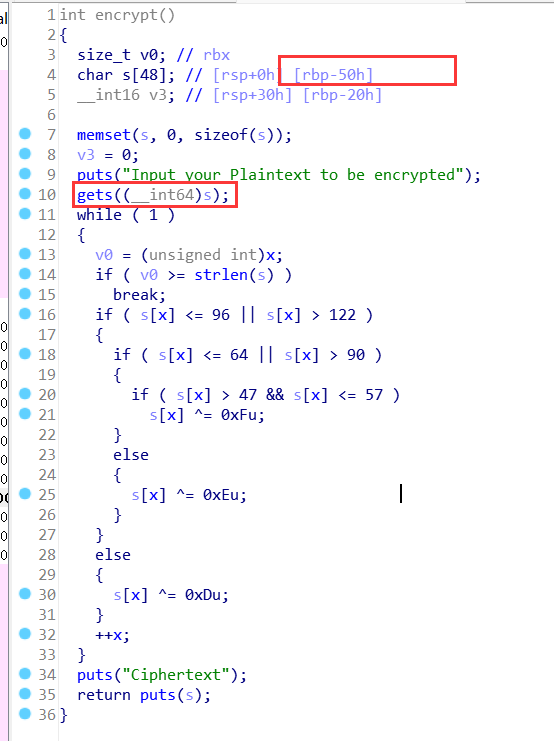 1 int encrypt()
2 {
3 size_t v0; // rbx
4 char s[48]; // [rsp+0h] [rbp-50h]
5 __int16 v3; // [rsp+30h] [rbp-20h]
6
7 memset(s, 0, sizeof(s));
8 v3 = 0;
9 puts("Input your Plaintext to be encrypted");
10 gets((__int64)s);
11 while ( 1 )
12 {
13 v0 = (unsigned int)x;
14 if ( v0 >= strlen(s) )
15 break;
16 if ( s[x] <= 96 || s[x] > 122 )
17 {
18 if ( s[x] <= 64 || s[x] > 90 )
19 {
20 if ( s[x] > 47 && s[x] <= 57 )
21 s[x] ^= 0xFu;
22 }
23 else
24 {
25 s[x] ^= 0xEu;
26 }
27 }
28 else
29 {
30 s[x] ^= 0xDu;
31 }
32 ++x;
33 }
34 puts("Ciphertext");
35 return puts(s);
36 }